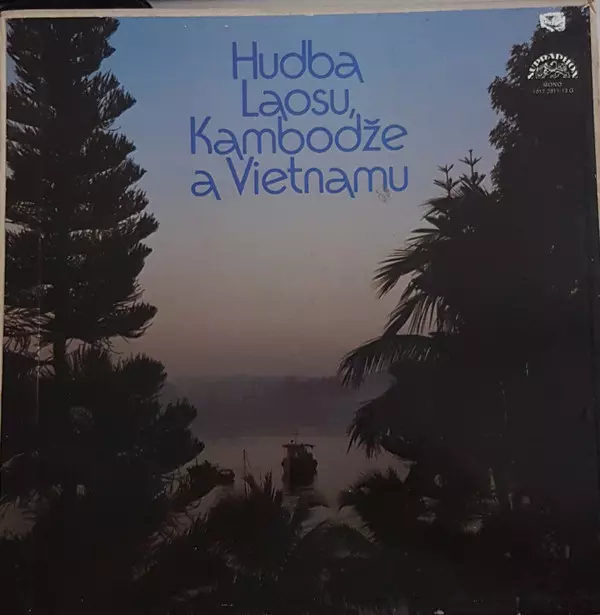 Hudba
Laosu,
Kambodže
a Vietnamu
SUPRAPHON
MONO